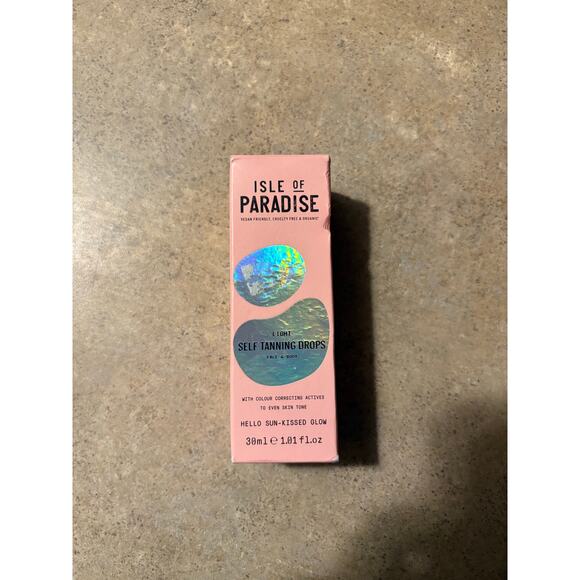 ISLE OF
PARADISE
VEGAN FRIENDLY, CRUELTY FREE & ORGANIC*
LIGHT
SELF TANNING DROPS
FACE & BODY
WITH COLOUR CORRECTING ACTIVES
TO EVEN SKIN TONE
HELLO SUN-KISSED GLOW
30ml ℮ 1.01 fl.oz